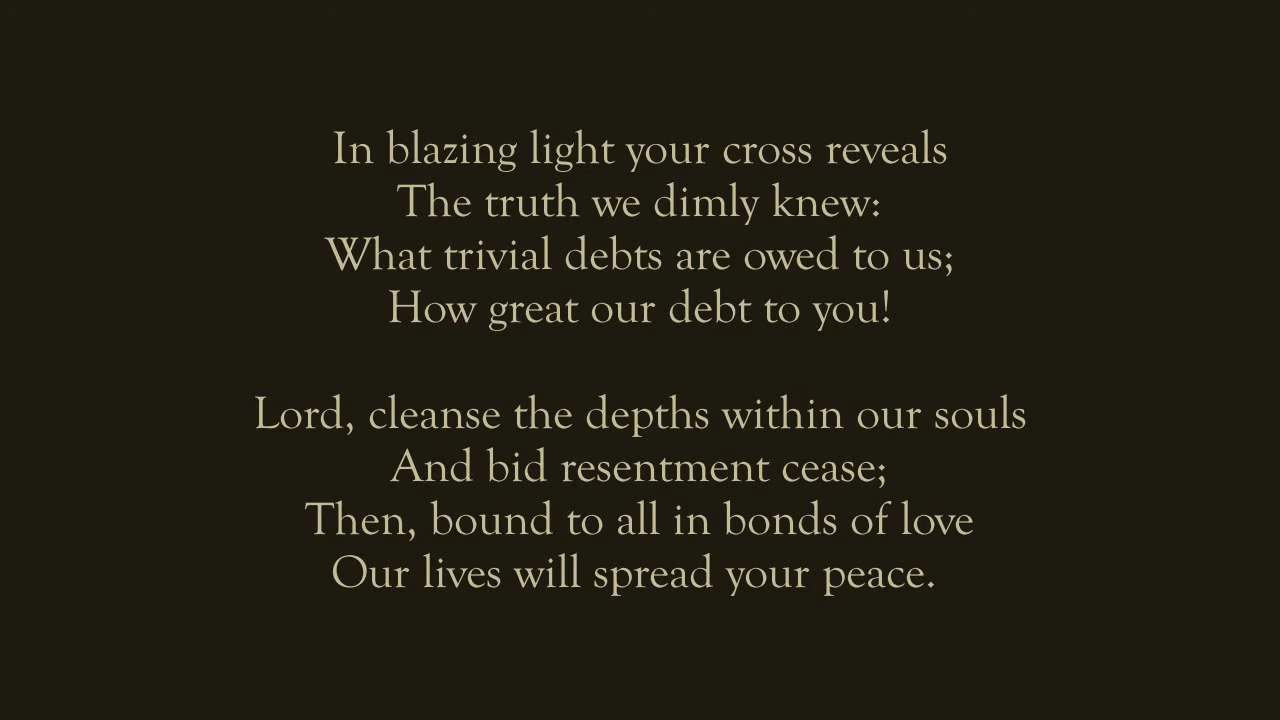 In blazing light your cross reveals
The truth we dimly knew:
What trivial debts are owed to us;
How great our debt to you!
Lord, cleanse the depths within our souls
And bid resentment cease;
Then, bound to all in bonds of love
Our lives will spread your peace.